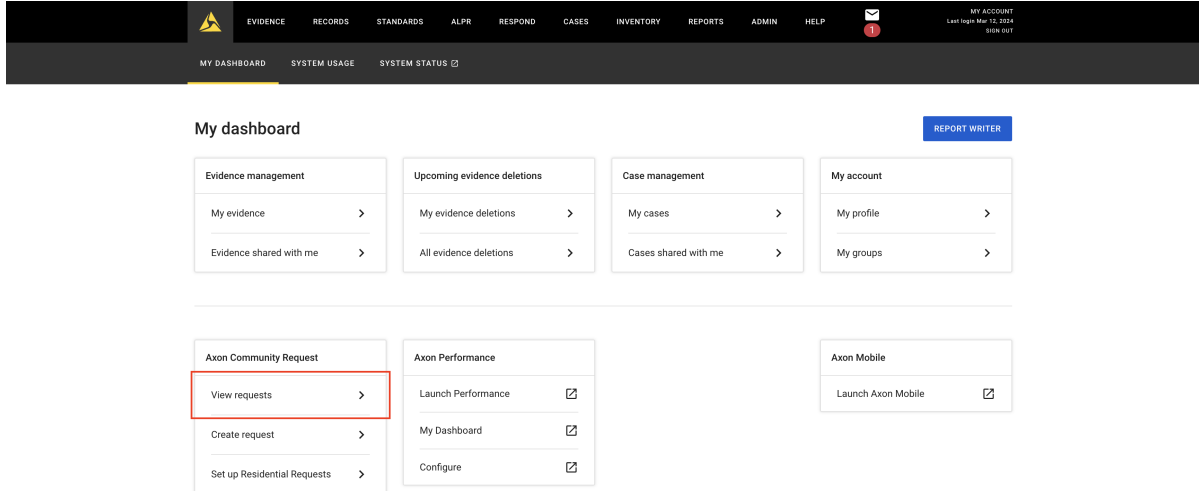 EVIDENCE RECORDS STANDARDS ALPR RESPOND CASES INVENTORY REPORTS ADMIN HELP
1
MY ACCOUNT
Last login Mar 12, 2024
SIGN OUT
MY DASHBOARD SYSTEM USAGE SYSTEM STATUS
My dashboard
REPORT WRITER
Evidence management
My evidence
Evidence shared with me
Upcoming evidence deletions
My evidence deletions
All evidence deletions
Case management
My cases
Cases shared with me
My account
My profile
My groups
Axon Community Request
View requests
Create request
Set up Residential Requests
Axon Performance
Launch Performance
My Dashboard
Configure
Axon Mobile
Launch Axon Mobile